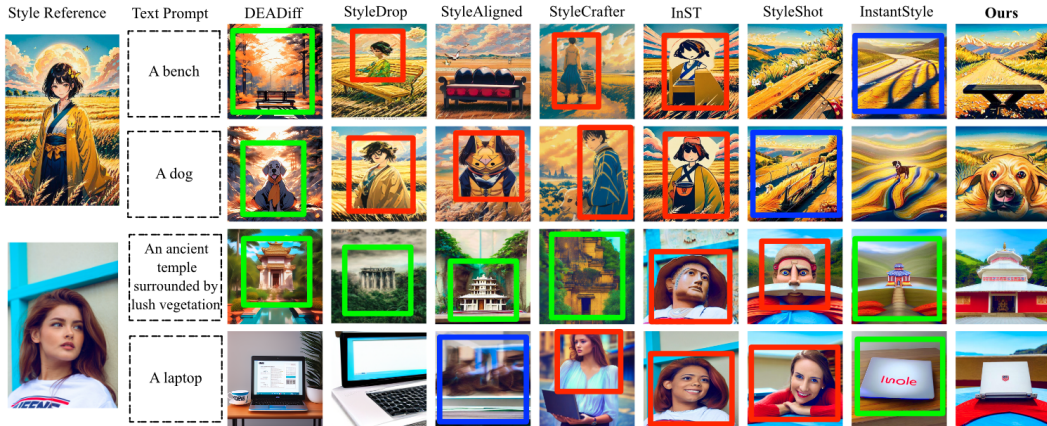 Style Reference
Text Prompt
DEADiff
StyleDrop
StyleAligned
StyleCrafter
InST
StyleShot
InstantStyle
Ours
A bench
A dog
An ancient
temple
surrounded by
lush vegetation
A laptop